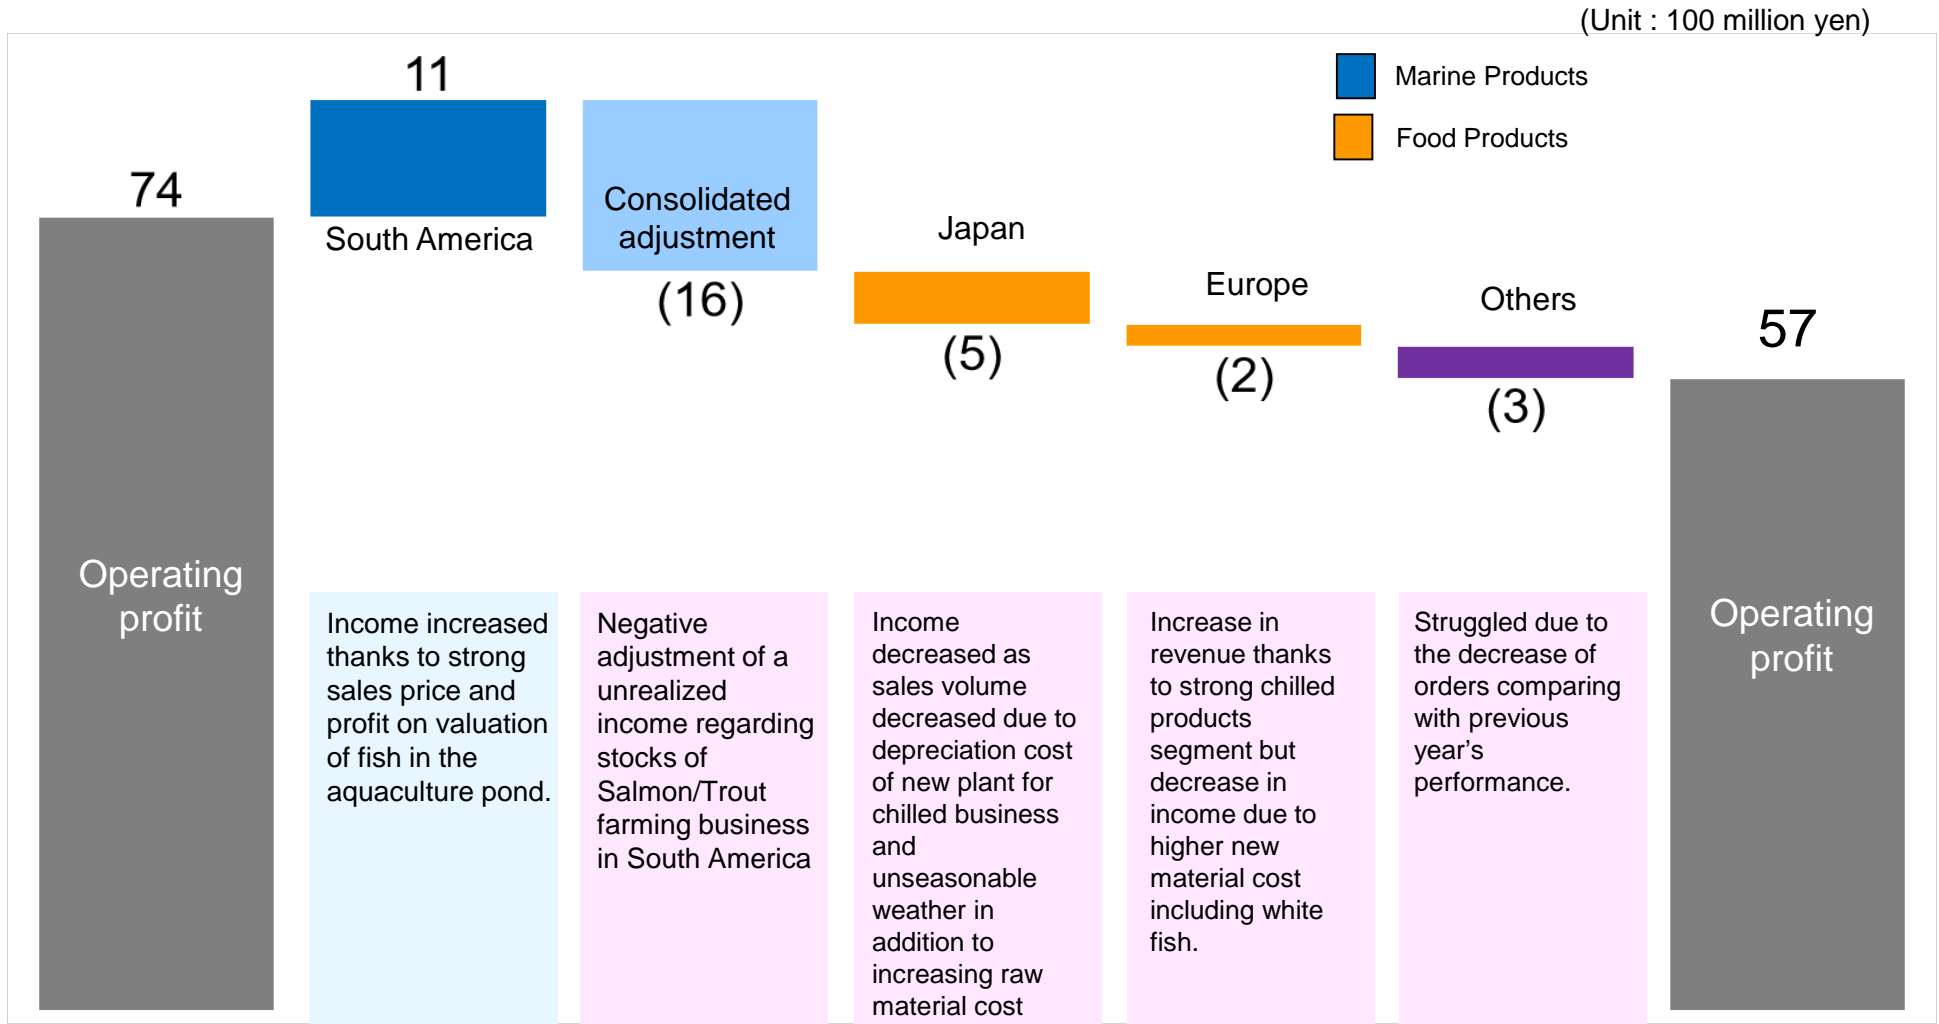 (Unit : 100 million yen)
Marine Products
Food Products
74
Operating
profit
11
South America
Consolidated
adjustment
(16)
Japan
(5)
Europe
(2)
Others
(3)
57
Operating
profit
Income increased
thanks to strong
sales price and
profit on valuation
of fish in the
aquaculture pond.
Negative
adjustment of a
unrealized
income regarding
stocks of
Salmon/Trout
farming business
in South America
Income
decreased as
sales volume
decreased due to
depreciation cost
of new plant for
chilled business
and
unseasonable
weather in
addition to
increasing raw
material cost
Increase in
revenue thanks
to strong chilled
products
segment but
decrease in
income due to
higher new
material cost
including white
fish.
Struggled due to
the decrease of
orders comparing
with previous
year’s
performance.